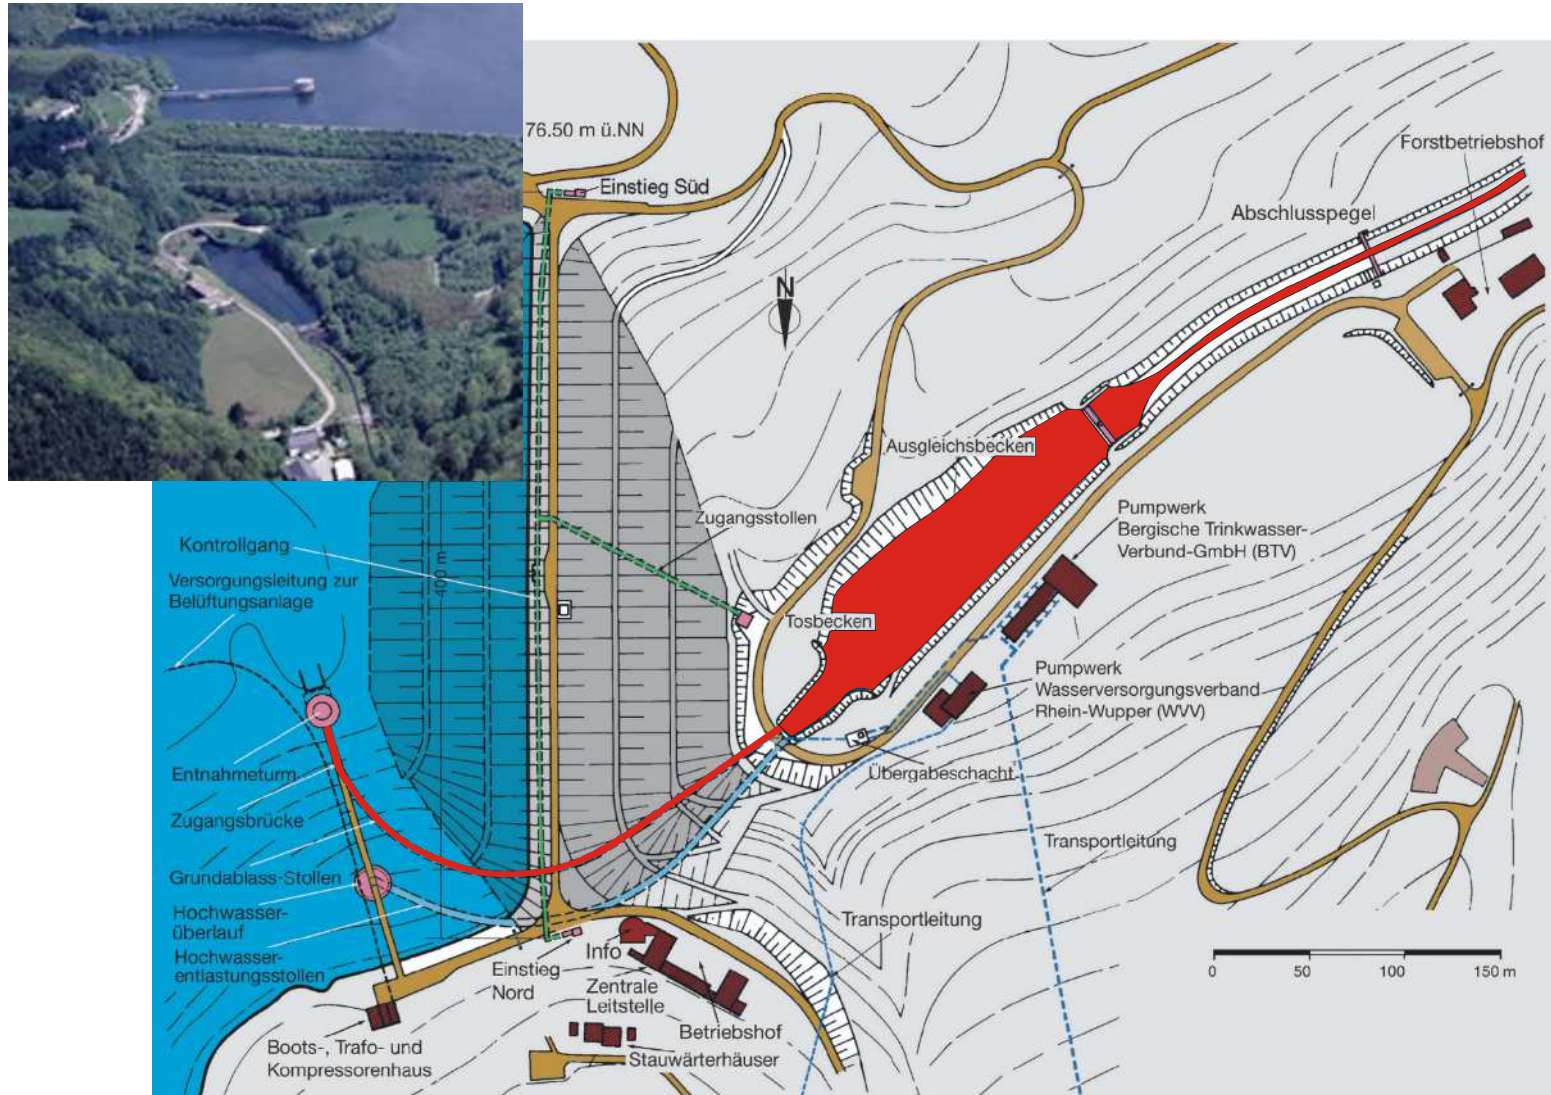 76.50 m ü.NN
Einstieg Süd
N
Forstbetriebshof
Abschlusspegel
Ausgleichsbecken
Zugangsstollen
Pumpwerk
Bergische Trinkwasser-
Verbund-GmbH (BTV)
Kontrollgang
Versorgungsleitung zur
Belüftungsanlage
400 m
Tosbecken
Pumpwerk
Wasserversorgungsverband
Rhein-Wupper (WVV)
Entnahmeturm
Übergabeschacht
Zugangsbrücke
Transportleitung
Grundablass-Stollen
Hochwasser-
überlauf
Transportleitung
Hochwasser-
entlastungsstollen
Einstieg
Nord
Info
Zentrale
Leitstelle
Betriebshof
Stauwärterhäuser
Boots-, Trafo- und
Kompressorenhaus
0 50 100 150 m